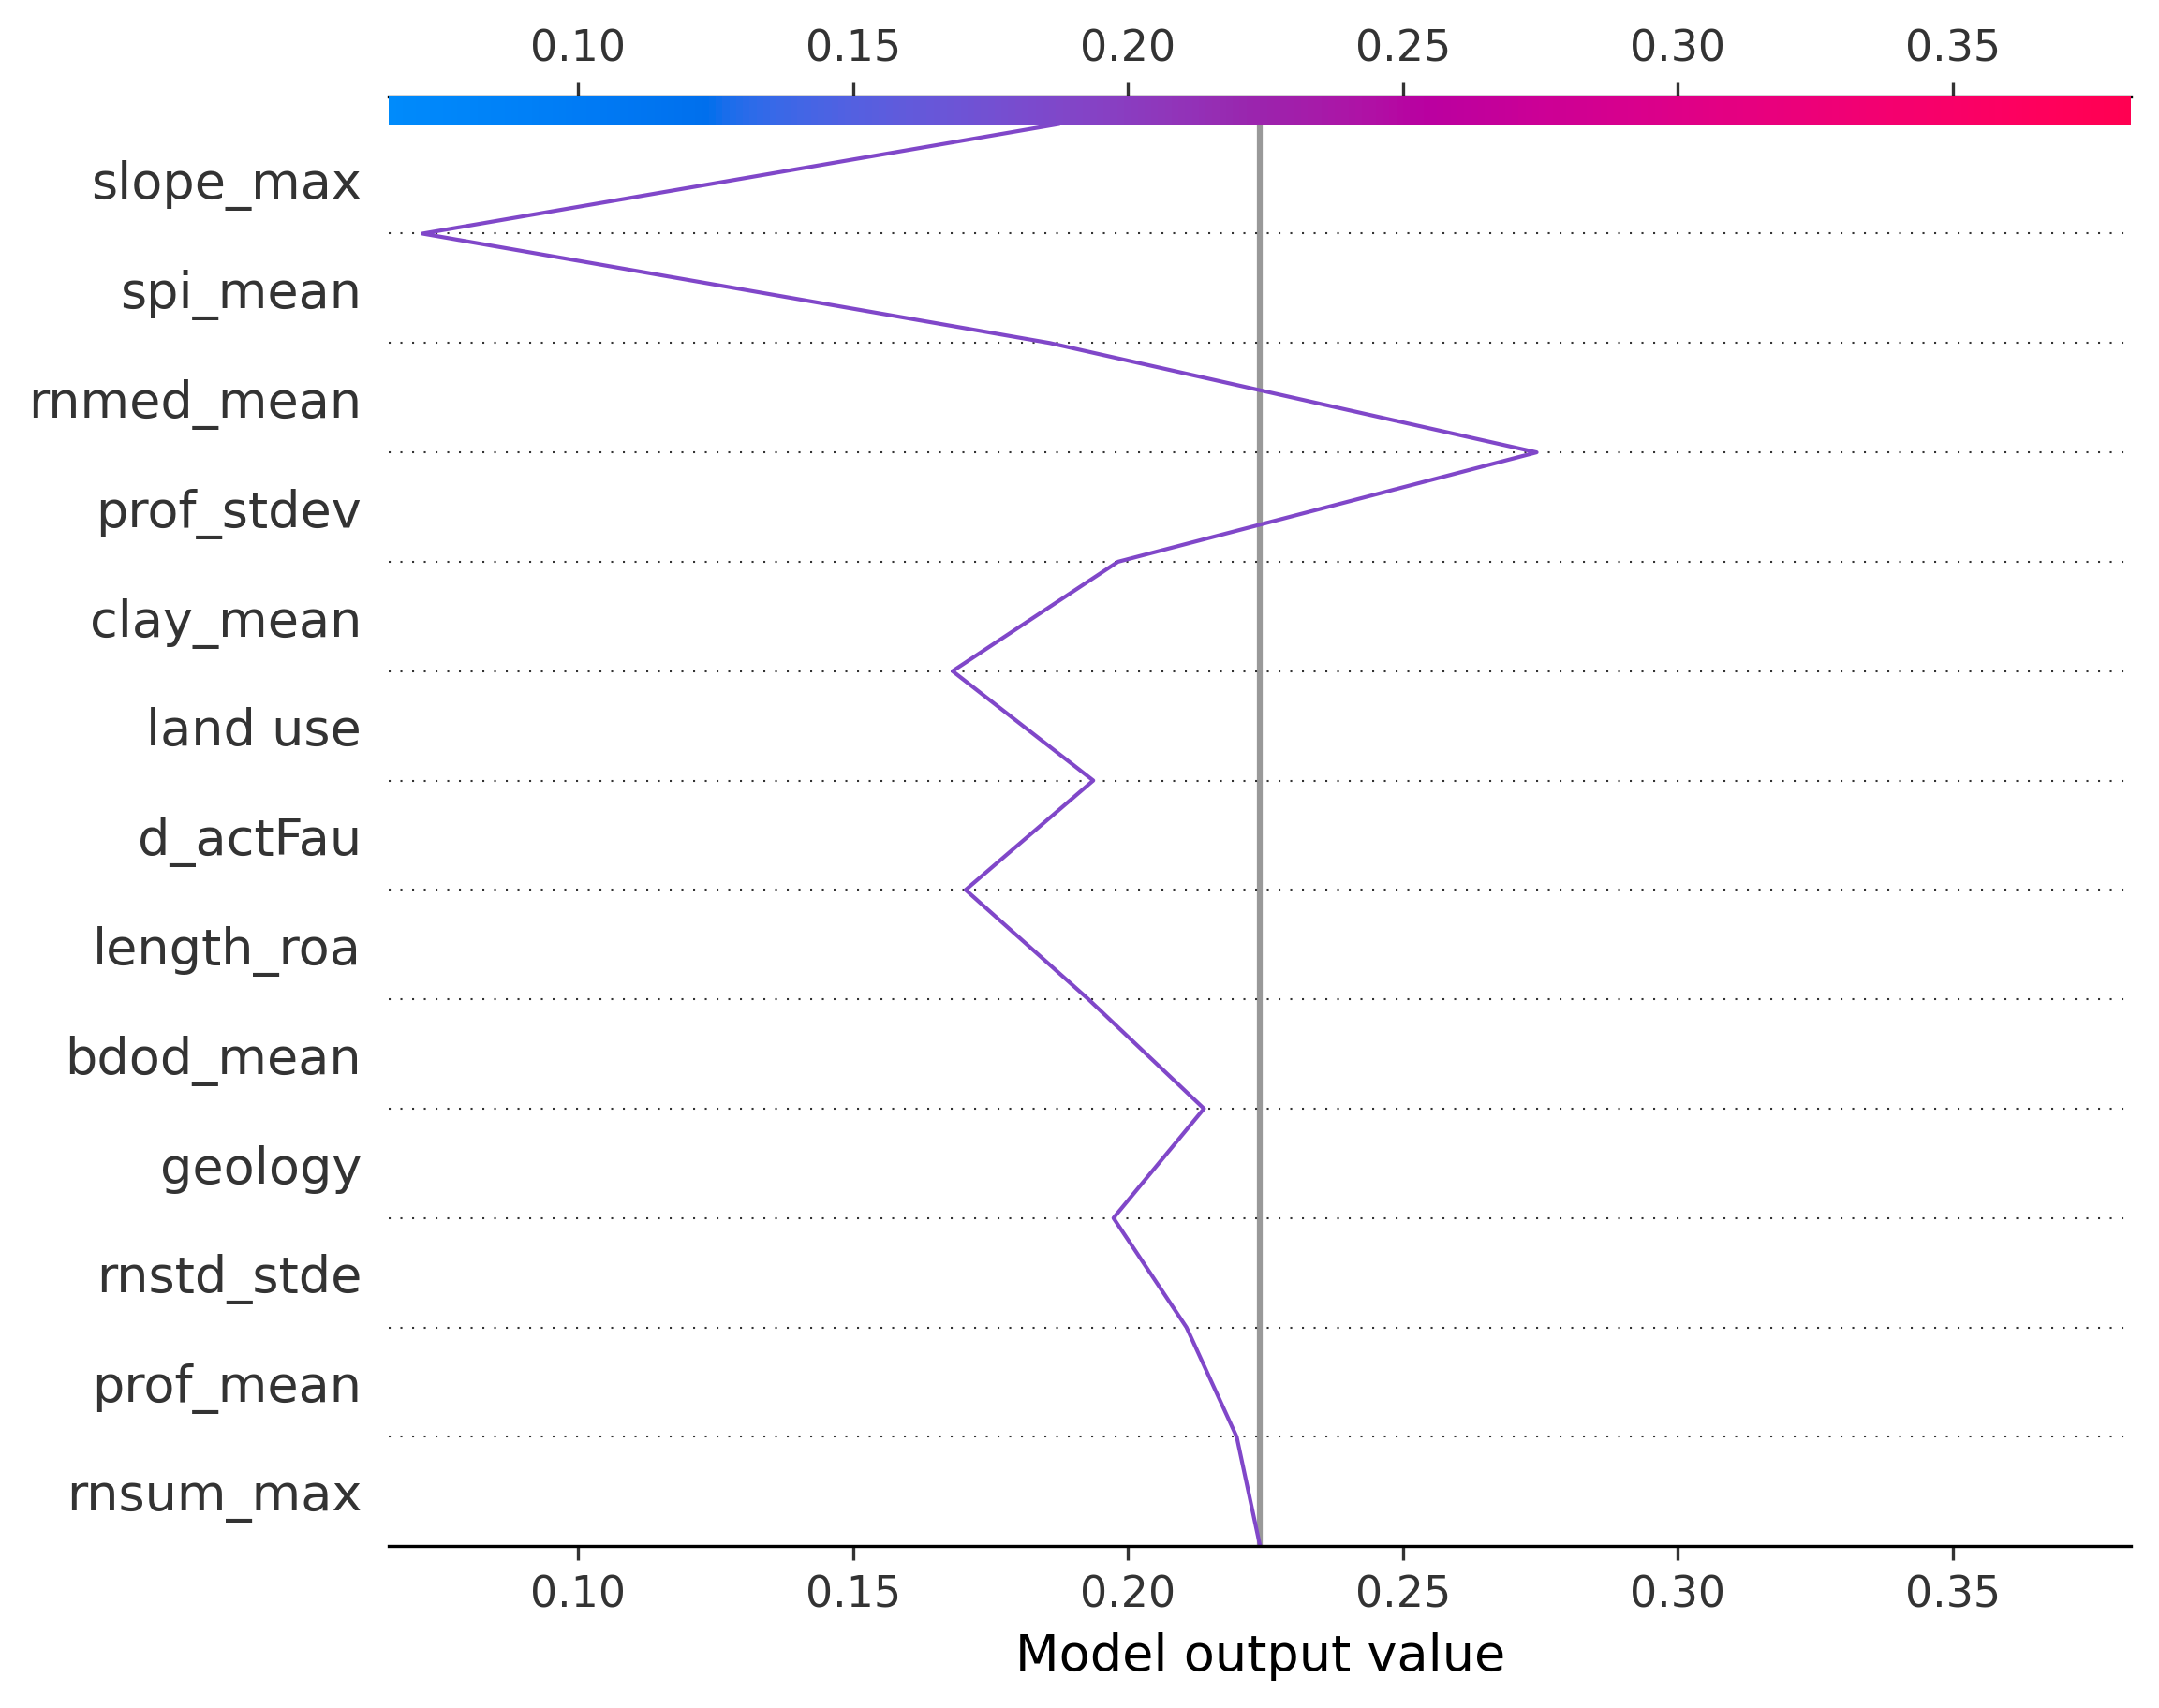 0.10 0.15 0.20 0.25 0.30 0.35
slope_max
spi_mean
rnmed_mean
prof_stdev
clay_mean
land use
d_actFau
length_roa
bdod_mean
geology
rnstd_stde
prof_mean
rnsum_max
0.10 0.15 0.20 0.25 0.30 0.35
Model output value